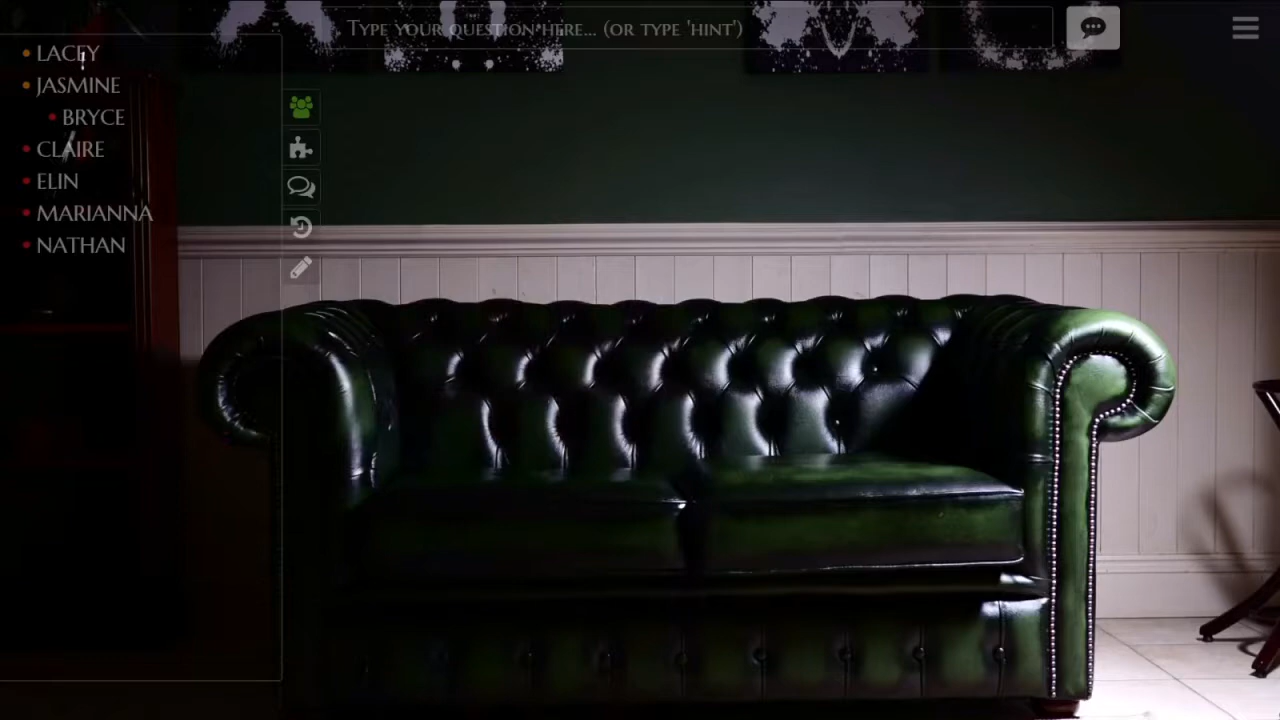 Type your question here... (or type 'hint')
LACEY
JASMINE
BRYCE
CLAIRE
ELIN
MARIANNA
NATHAN